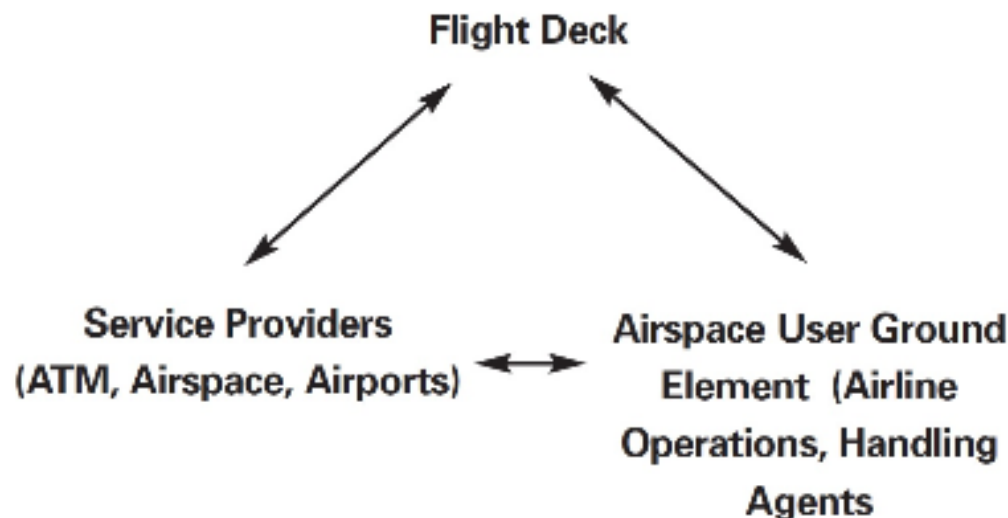 Flight Deck
Service Providers
(ATM, Airspace, Airports)
Airspace User Ground
Element (Airline
Operations, Handling
Agents